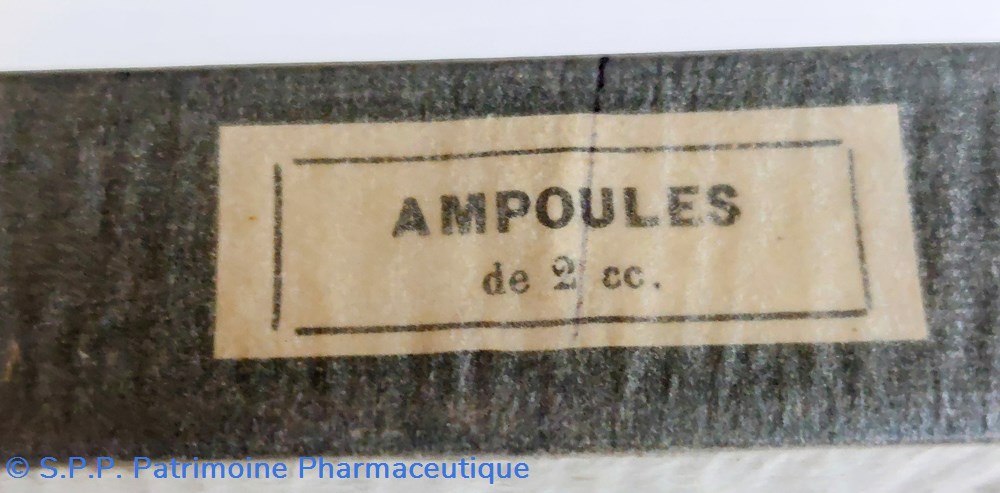 AMPOULES
de 2 cc.
© S.P.P. Patrimoine Pharmaceutique